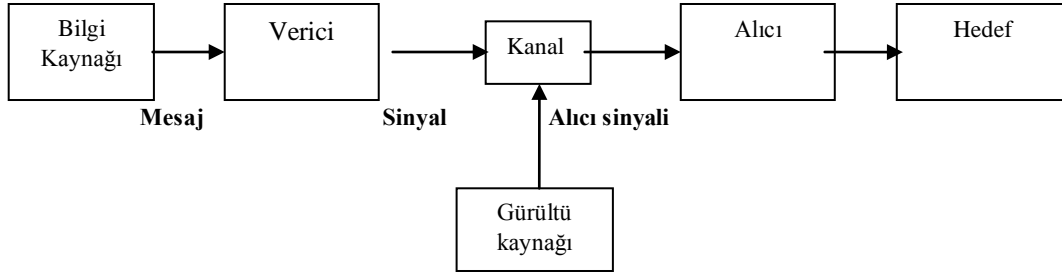 Bilgi
Kaynağı
Verici
Kanal
Alıcı
Hedef
Mesaj
Sinyal
Alıcı sinyali
Gürültü
kaynağı